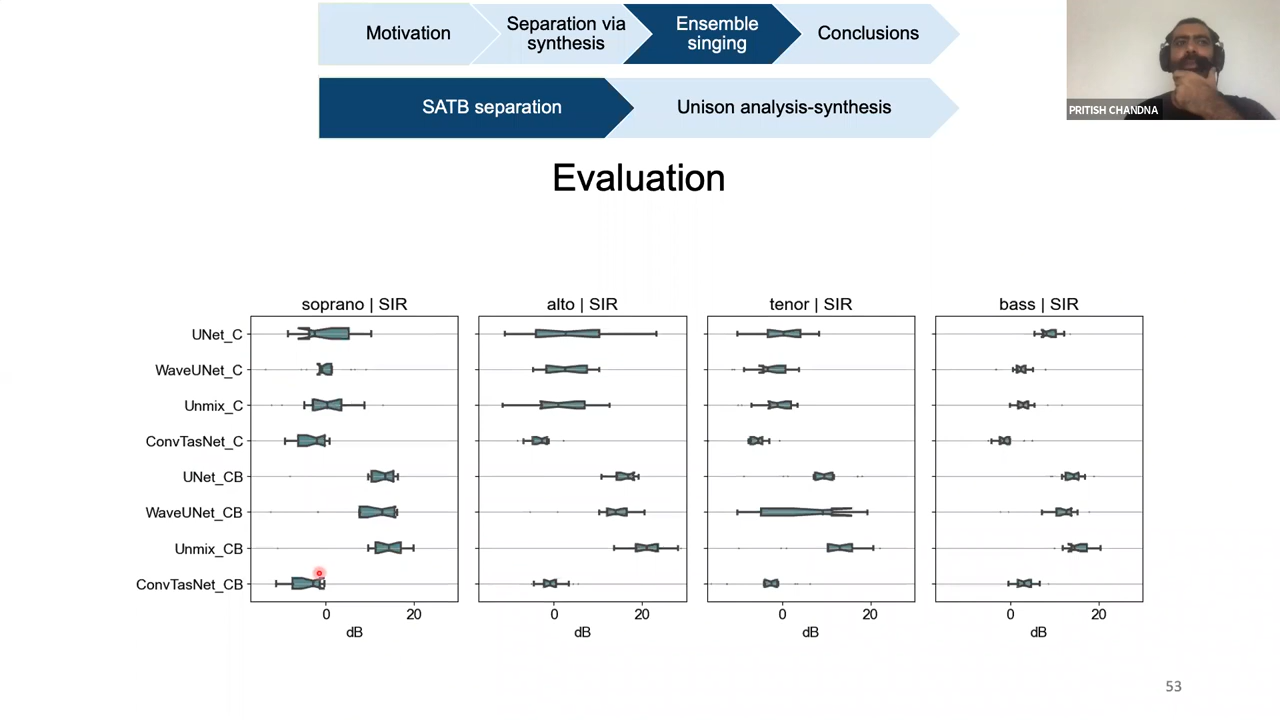 Motivation
Separation via
synthesis
Ensemble
singing
Conclusions
PRITISH CHANDNA
SATB separation
Unison analysis-synthesis
Evaluation
soprano | SIR
alto | SIR
tenor | SIR
bass | SIR
UNet_C
WaveUNet_C
Unmix_C
ConvTasNet_C
UNet_CB
WaveUNet_CB
Unmix_CB
ConvTasNet_CB
0 20
0 20
0 20
0 20
dB
dB
dB
dB
53